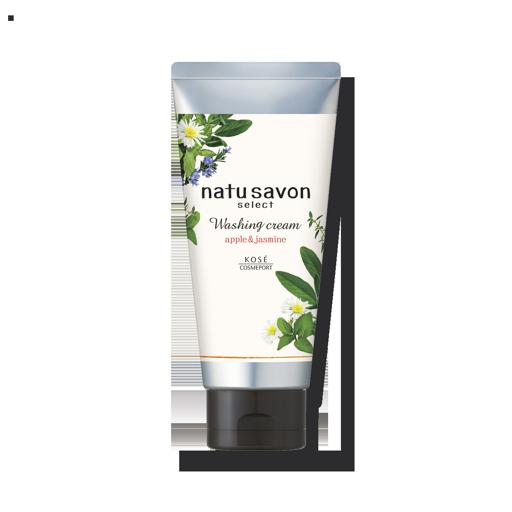 natu savon
select
Washing cream
apple & jasmine
KOSÉ
COSMEPORT